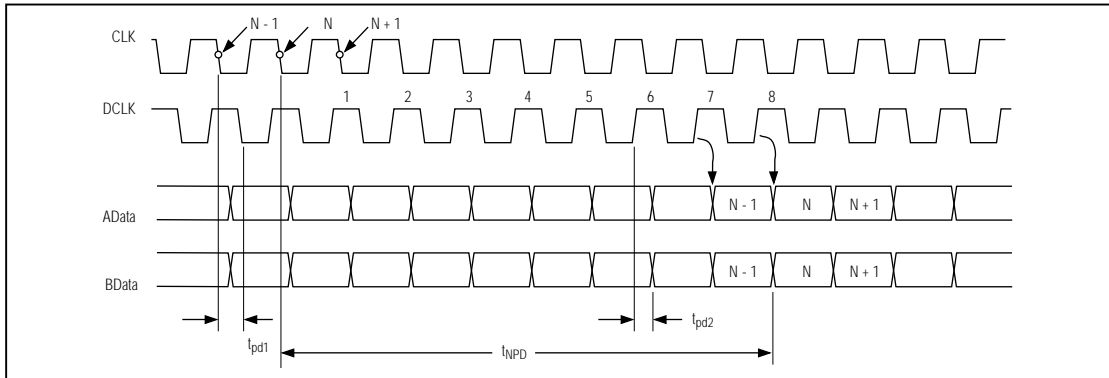 N - 1 N N + 1
CLK
DCLK
1 2 3 4 5 6 7 8
AData
N - 1 N N + 1
BData
N - 1 N N + 1
tpd1
tpd2
tNPD